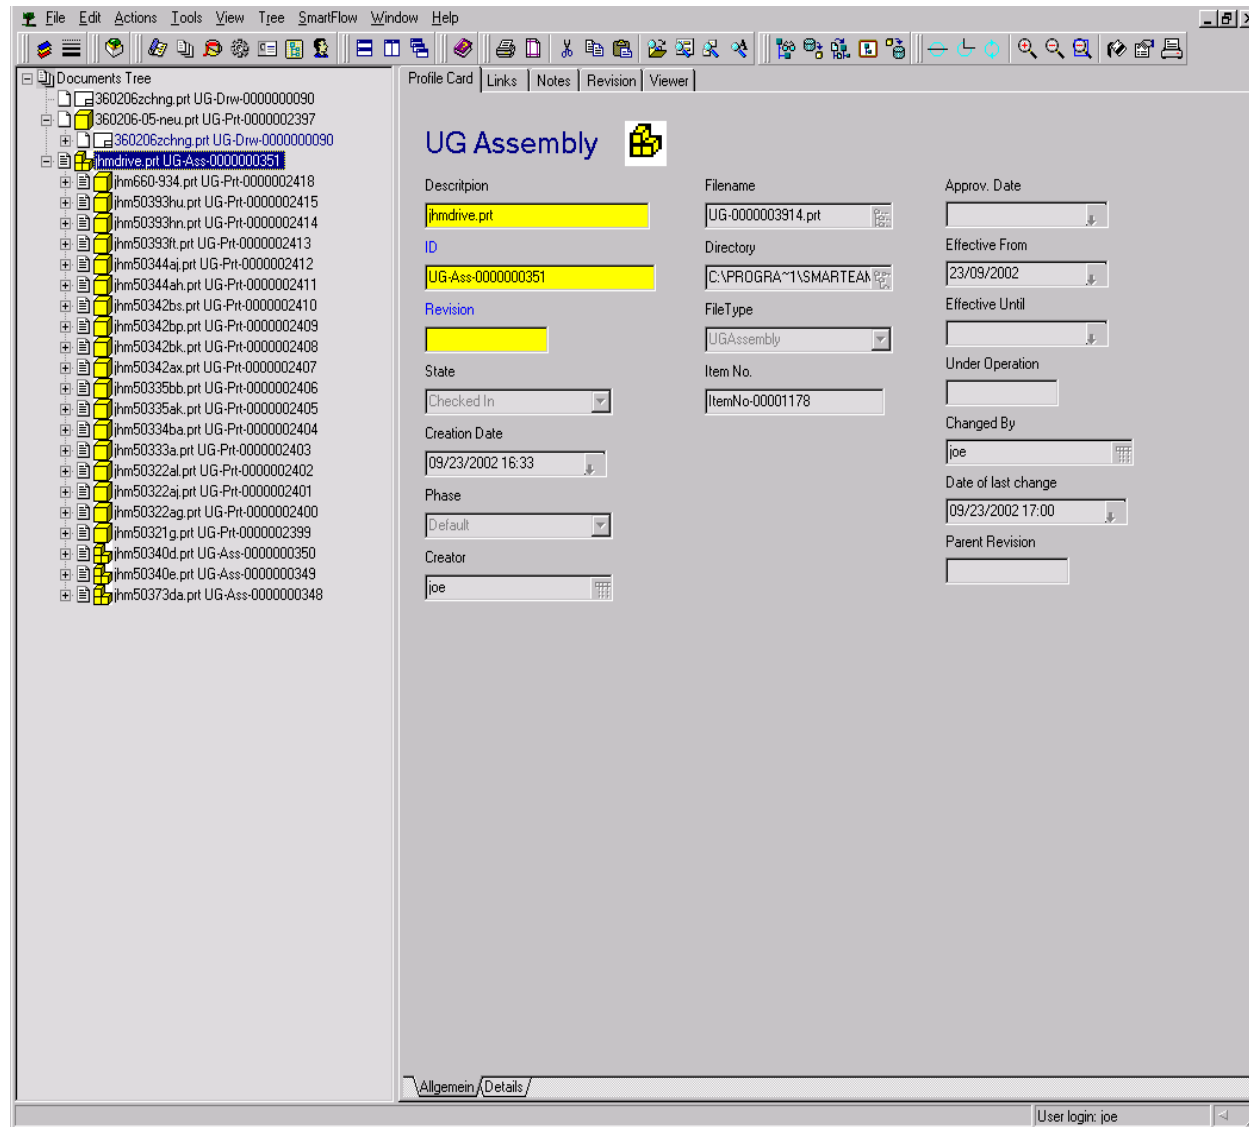 File Edit Actions Tools View Tree SmartFlow Window Help
Documents Tree
360206zchng.prt UG-Drw-0000000090
360206-05-neu.prt UG-Prt-0000002397
360206zchng.prt UG-Drw-0000000090
jhmdrive.prt UG-Ass-0000000351
jhm660-934.prt UG-Prt-0000002418
jhm50393hu.prt UG-Prt-0000002415
jhm50393hn.prt UG-Prt-0000002414
jhm50393ft.prt UG-Prt-0000002413
jhm50344aj.prt UG-Prt-0000002412
jhm50344ah.prt UG-Prt-0000002411
jhm50342bs.prt UG-Prt-0000002410
jhm50342bp.prt UG-Prt-0000002409
jhm50342bk.prt UG-Prt-0000002408
jhm50342ax.prt UG-Prt-0000002407
jhm50335bb.prt UG-Prt-0000002406
jhm50335ak.prt UG-Prt-0000002405
jhm50334ba.prt UG-Prt-0000002404
jhm50333a.prt UG-Prt-0000002403
jhm50322al.prt UG-Prt-0000002402
jhm50322aj.prt UG-Prt-0000002401
jhm50322ag.prt UG-Prt-0000002400
jhm50321g.prt UG-Prt-0000002399
jhm50340d.prt UG-Ass-0000000350
jhm50340e.prt UG-Ass-0000000349
jhm50373da.prt UG-Ass-0000000348
Profile Card Links Notes Revision Viewer
UG Assembly
Descritpion
jhmdrive.prt
ID
UG-Ass-0000000351
Revision
State
Checked In
Creation Date
09/23/2002 16:33
Phase
Default
Creator
joe
Filename
UG-0000003914.prt
Directory
C:\PROGRA~1\SMARTEAM
FileType
UGAssembly
Item No.
ItemNo-00001178
Approv. Date
Effective From
23/09/2002
Effective Until
Under Operation
Changed By
joe
Date of last change
09/23/2002 17:00
Parent Revision
Allgemein Details
User login: joe